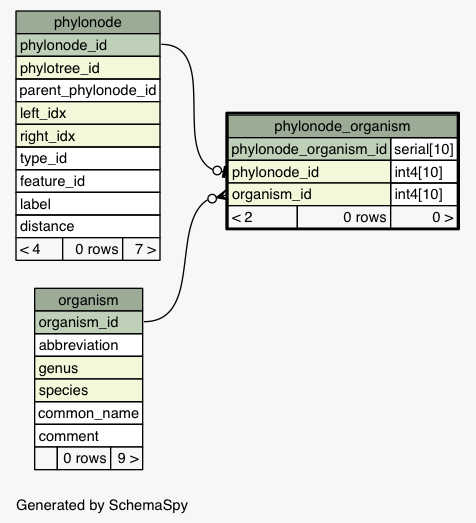 phylonode
phylonode_id
phylotree_id
parent_phylonode_id
left_idx
right_idx
type_id
feature_id
label
distance
< 4 0 rows 7 >
phylonode_organism
phylonode_organism_id serial[10]
phylonode_id int4[10]
organism_id int4[10]
< 2 0 rows 0 >
organism
organism_id
abbreviation
genus
species
common_name
comment
0 rows 9 >
Generated by SchemaSpy